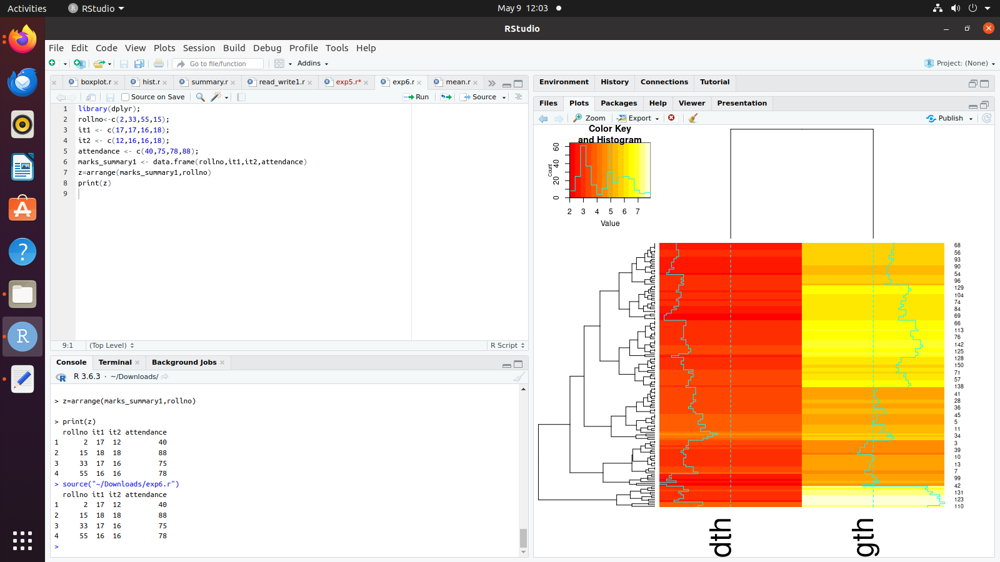 Activities
RStudio
May 9 12:03
RStudio
File Edit Code View Plots Session Build Debug Profile Tools Help
Go to file/function
Addins
Project: (None)
boxplot.r
hist.r
summary.r
read_write1.r
exp5.r*
exp6.r
mean.r
Source on Save
Run
Source
1 library(dplyr);
2 rollno<-c(2,33,55,15);
3 it1 <- c(17,17,16,18);
4 it2 <- c(12,16,16,18);
5 attendance <- c(40,75,78,88);
6 marks_summary1 <- data.frame(rollno,it1,it2,attendance)
7 z=arrange(marks_summary1,rollno)
8 print(z)
9
9:1
(Top Level)
R Script
Console
Terminal
Background Jobs
R 3.6.3 · ~/Downloads/
> z=arrange(marks_summary1,rollno)
> print(z)
rollno it1 it2 attendance
1 2 17 12 40
2 15 18 18 88
3 33 17 16 75
4 55 16 16 78
> source("~/Downloads/exp6.r")
rollno it1 it2 attendance
1 2 17 12 40
2 15 18 18 88
3 33 17 16 75
4 55 16 16 78
>
Environment
History
Connections
Tutorial
Files
Plots
Packages
Help
Viewer
Presentation
Zoom
Export
Publish
Color Key
and Histogram
Count
0 20 40 60
2 3 4 5 6 7
Value
68
56
93
90
54
96
129
104
74
84
69
66
113
76
142
125
128
150
71
57
138
41
28
36
45
5
11
34
3
39
10
13
7
99
42
131
123
110
dth
gth